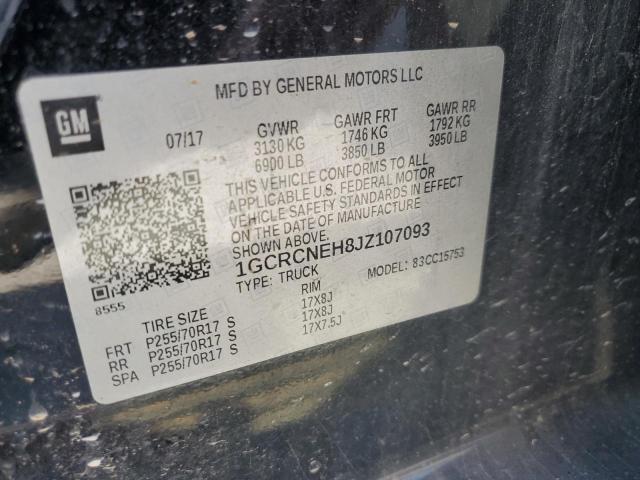 MFD BY GENERAL MOTORS LLC
GM
07/17 GVWR GAWR FRT GAWR RR
3130 KG 1746 KG 1792 KG
6900 LB 3850 LB 3950 LB
THIS VEHICLE CONFORMS TO ALL
APPLICABLE U.S. FEDERAL MOTOR
VEHICLE SAFETY STANDARDS IN EFFECT
ON THE DATE OF MANUFACTURE
SHOWN ABOVE.
1GCRCNEH8JZ107093
TYPE: TRUCK MODEL: 83CC15753
8555
TIRE SIZE RIM
FRT P255/70R17 S 17X8J
RR P255/70R17 S 17X8J
SPA P255/70R17 S 17X7.5J